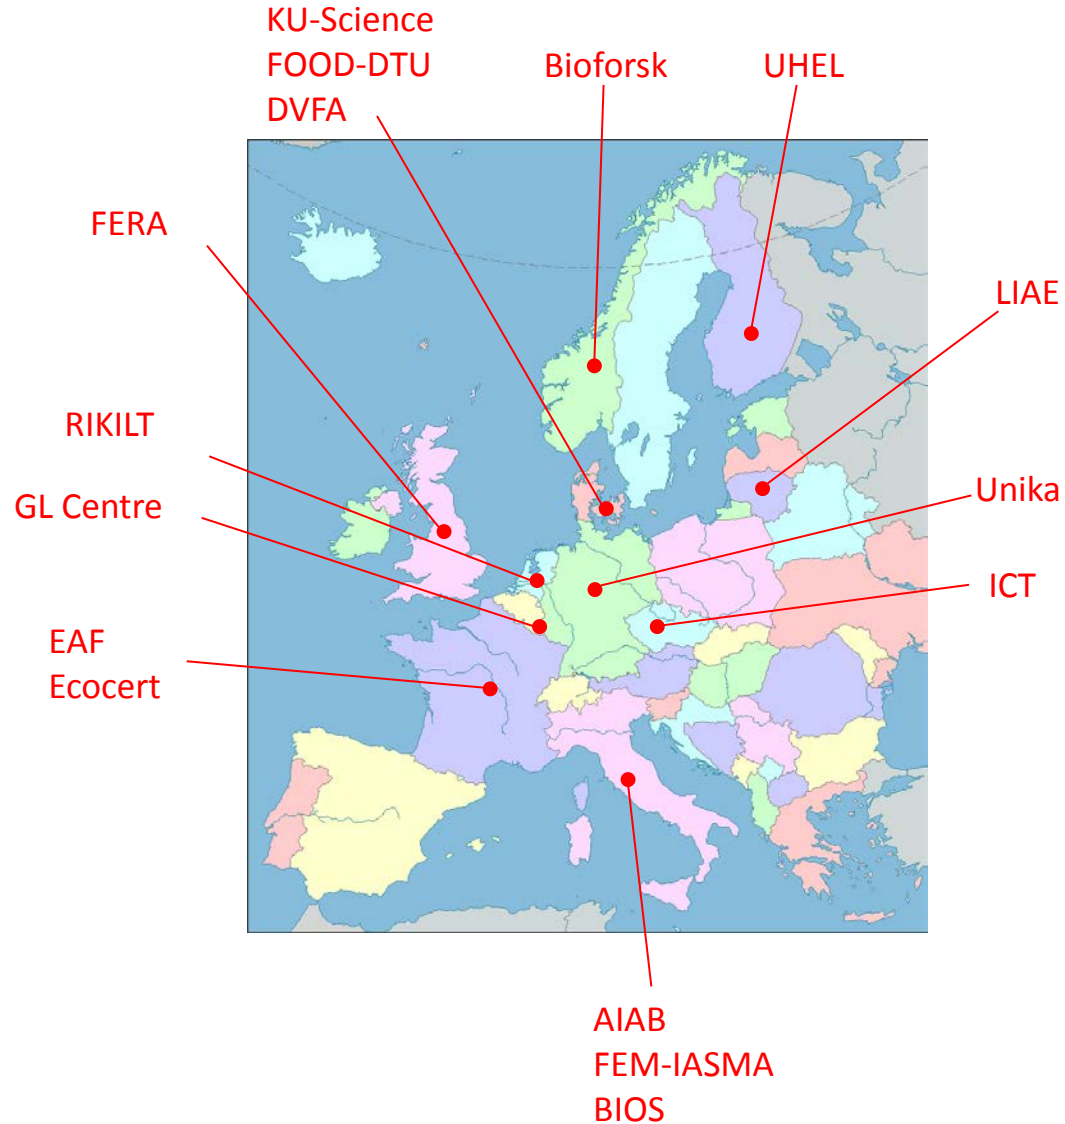 KU-Science
FOOD-DTU
DVFA
Bioforsk
UHEL
FERA
LIAE
RIKILT
GL Centre
Unika
ICT
EAF
Ecocert
AIAB
FEM-IASMA
BIOS